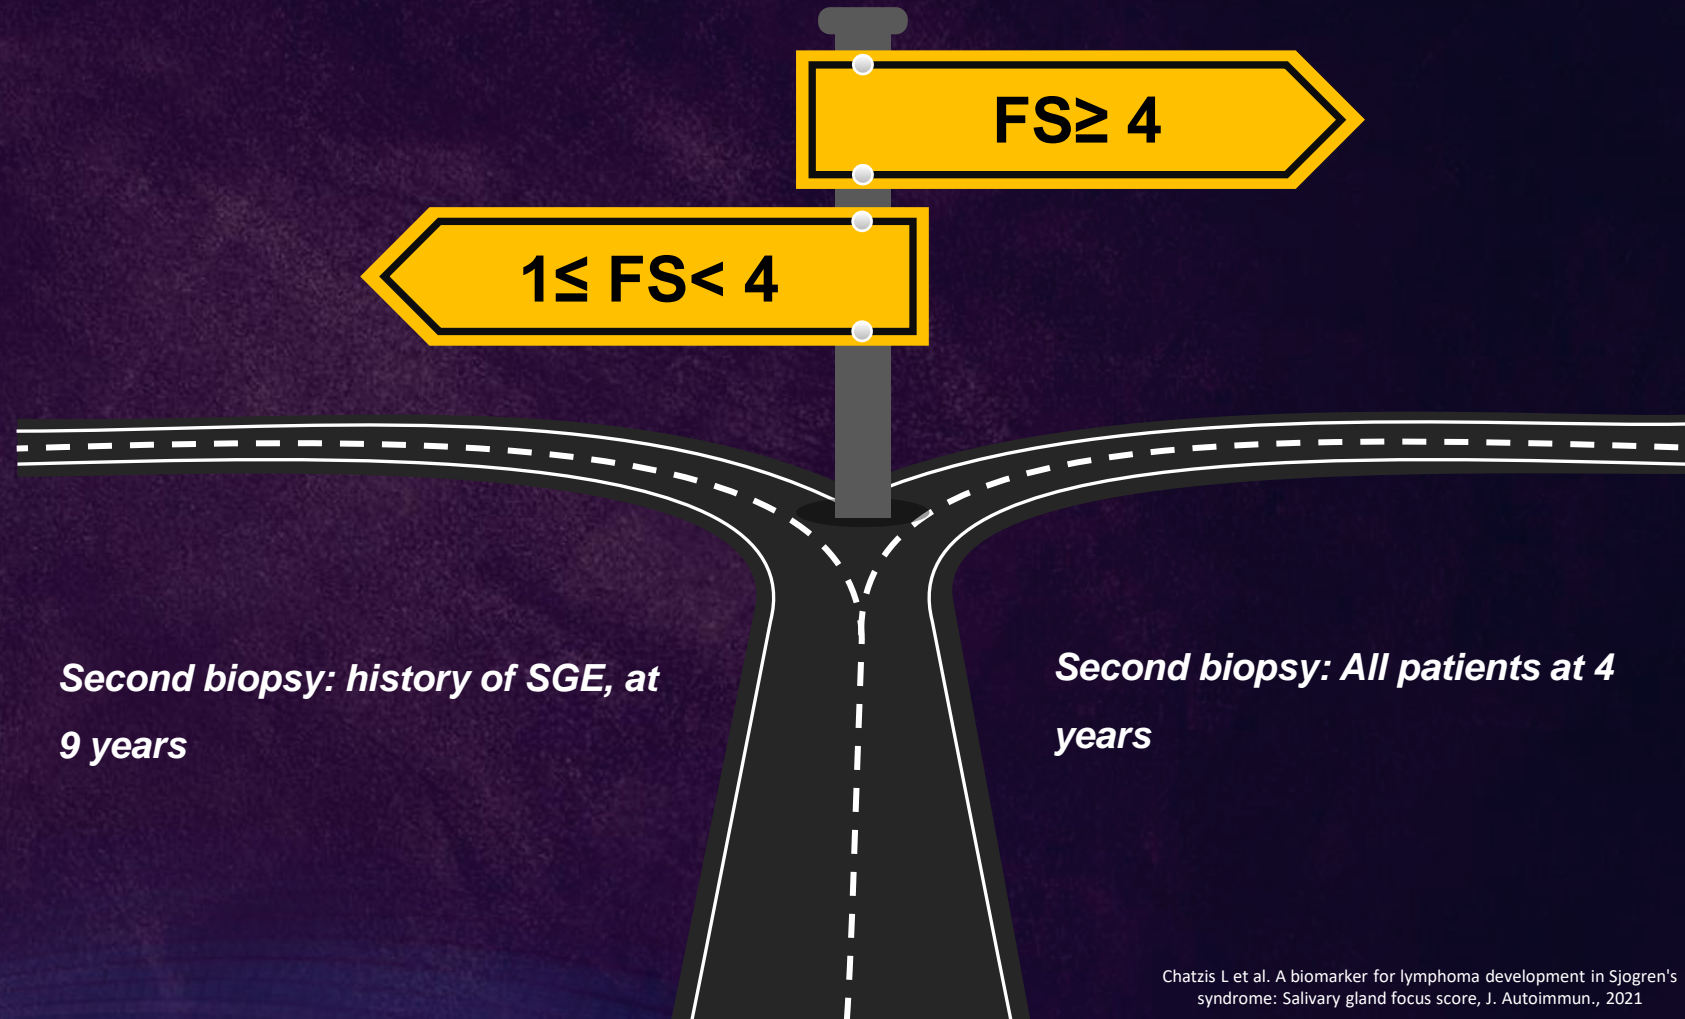 FS≥ 4
1≤ FS< 4
Second biopsy: history of SGE, at
9 years
Second biopsy: All patients at 4
years
Chatzis L et al. A biomarker for lymphoma development in Sjogren's
syndrome: Salivary gland focus score, J. Autoimmun., 2021